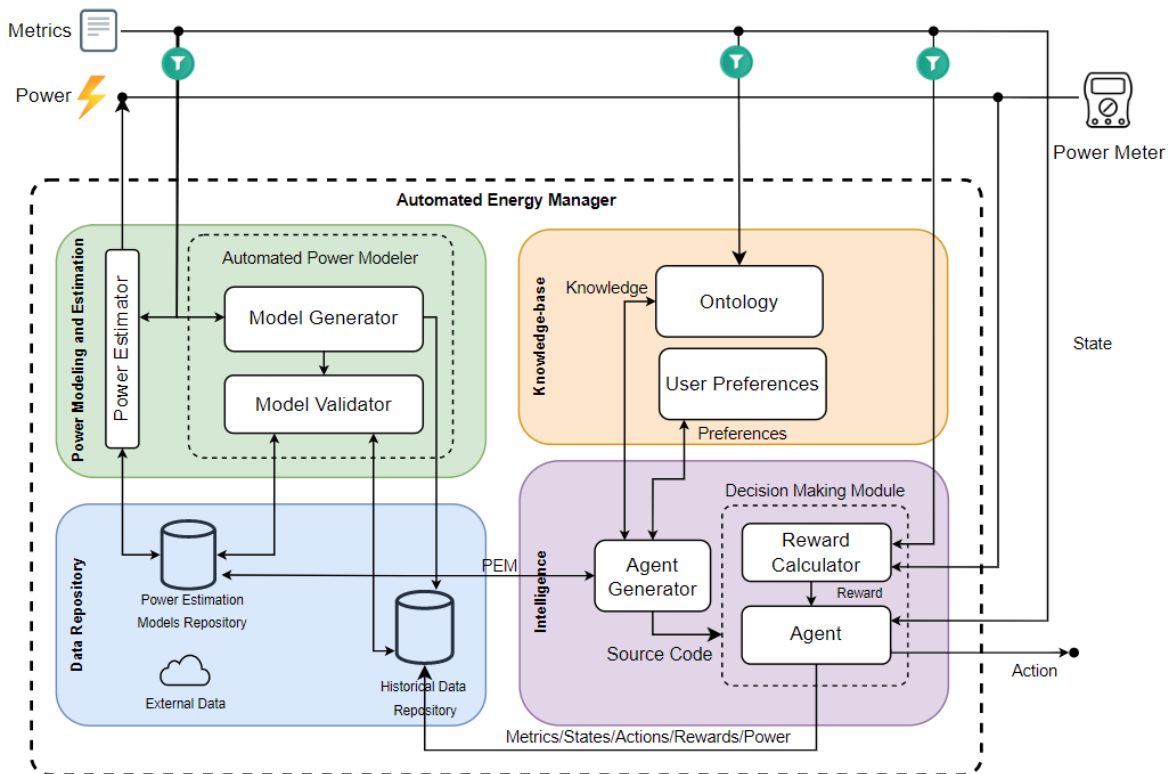 Metrics
Power
Power Meter
Automated Energy Manager
Power Modeling and Estimation
Power Estimator
Automated Power Modeler
Model Generator
Model Validator
Knowledge-base
Knowledge
Ontology
User Preferences
Preferences
State
Data Repository
Power Estimation
Models Repository
External Data
Historical Data
Repository
PEM
Intelligence
Agent
Generator
Source Code
Decision Making Module
Reward
Calculator
Reward
Agent
Action
Metrics/States/Actions/Rewards/Power